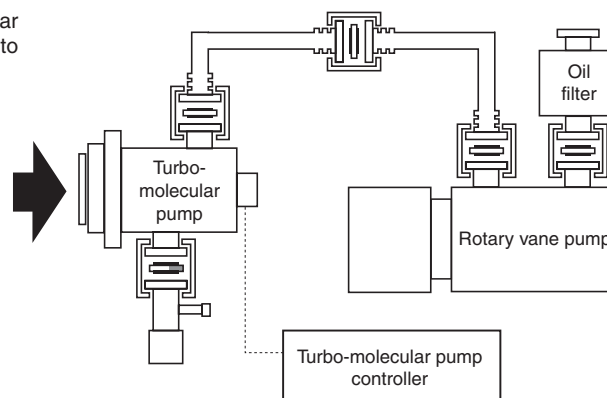 ar
to
Oil
filter
Turbo-
molecular
pump
Rotary vane pump
Turbo-molecular pump
controller